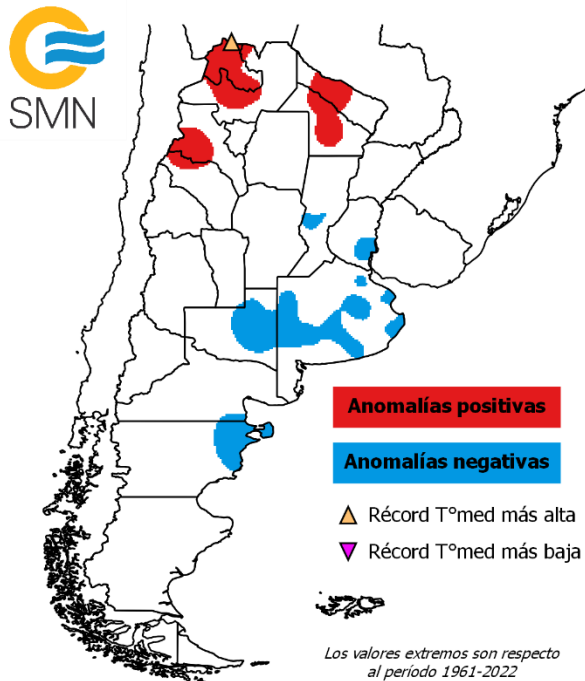 SMN
Anomalías positivas
Anomalías negativas
Récord T°med más alta
Récord T°med más baja
Los valores extremos son respecto
al período 1961-2022